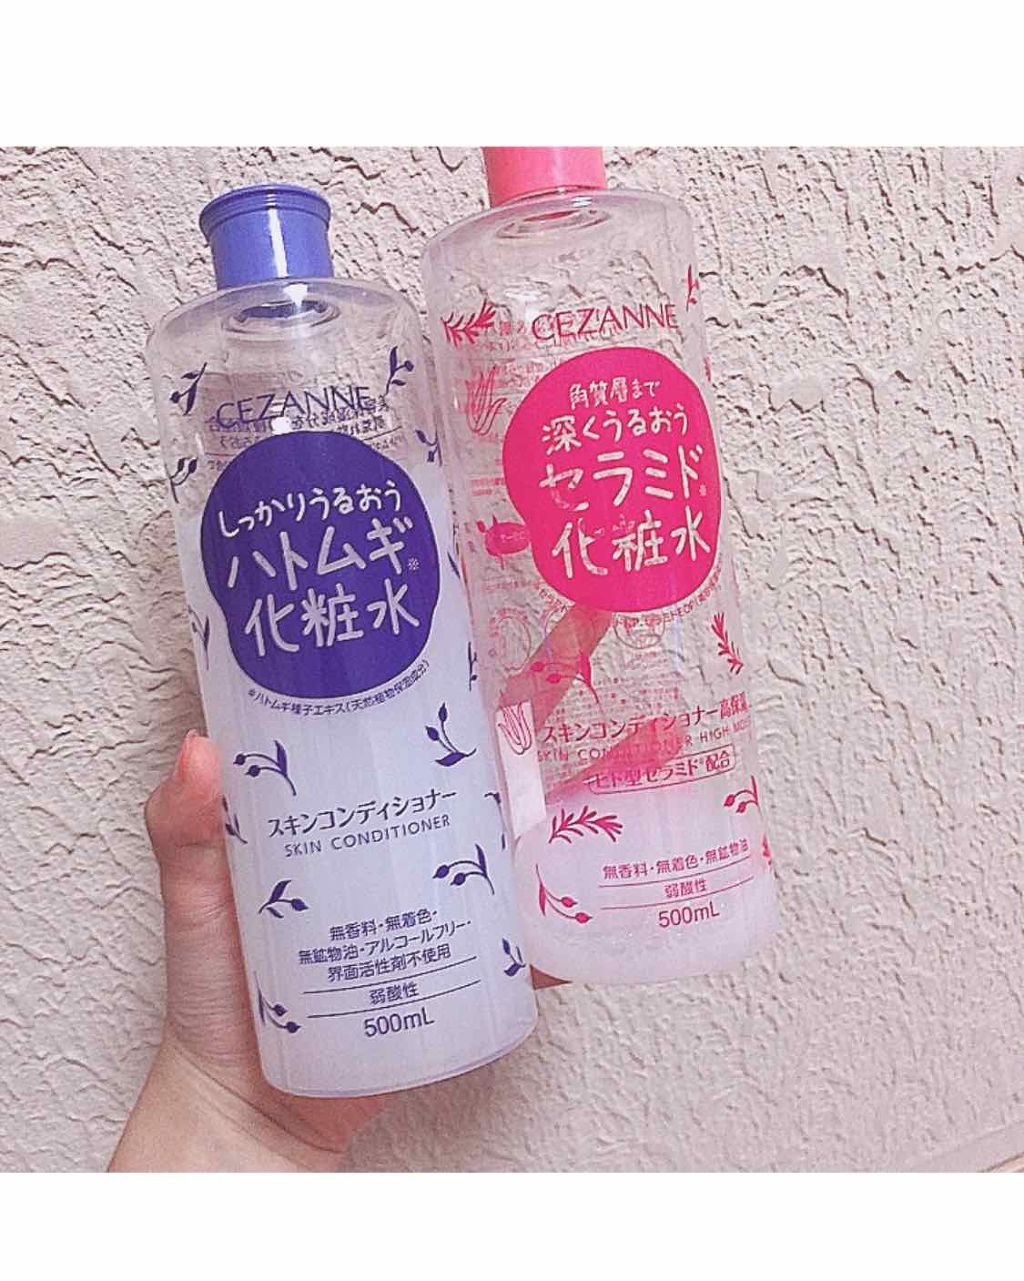 CEZANNE
しっかりうるおう
ハトムギ※
化粧水
※ハトムギ種子エキス(天然植物保湿成分)
スキンコンディショナー
SKIN CONDITIONER
無香料・無着色・
無鉱物油・アルコールフリー・
界面活性剤不使用
弱酸性
500mL
CEZANNE
角質層まで
深くうるおう
セラミド※
化粧水
スキンコンディショナー高保湿
SKIN CONDITIONER HIGH
ヒト型セラミド※配合
無香料・無着色・無鉱物油
弱酸性
500mL